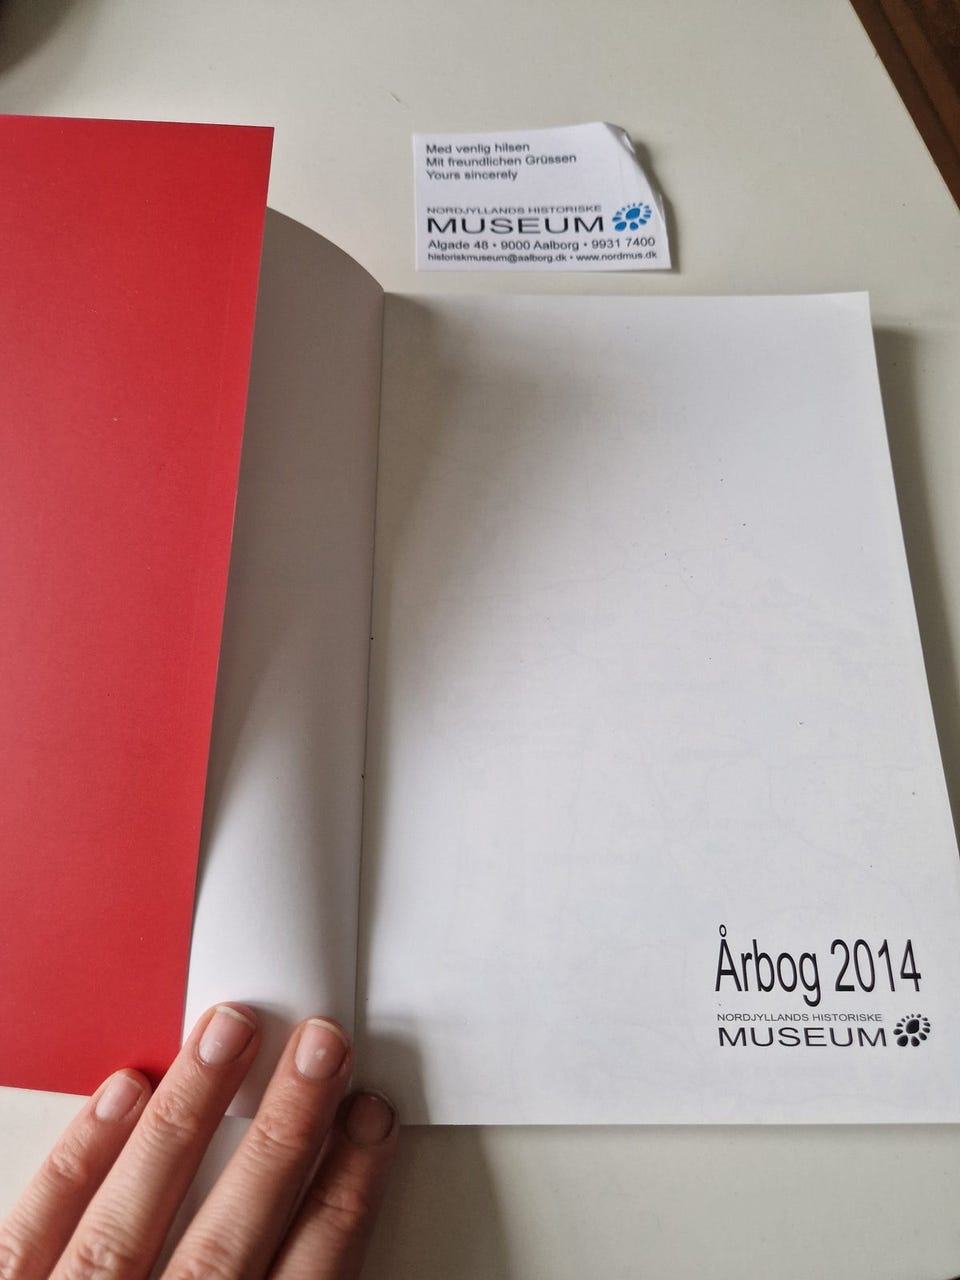 Med venlig hilsen
Mit freundlichen Grüssen
Yours sincerely
NORDJYLLANDS HISTORISKE
MUSEUM
Algade 48 • 9000 Aalborg • 9931 7400
historiskmuseum@aalborg.dk • www.nordmus.dk
Årbog 2014
NORDJYLLANDS HISTORISKE
MUSEUM